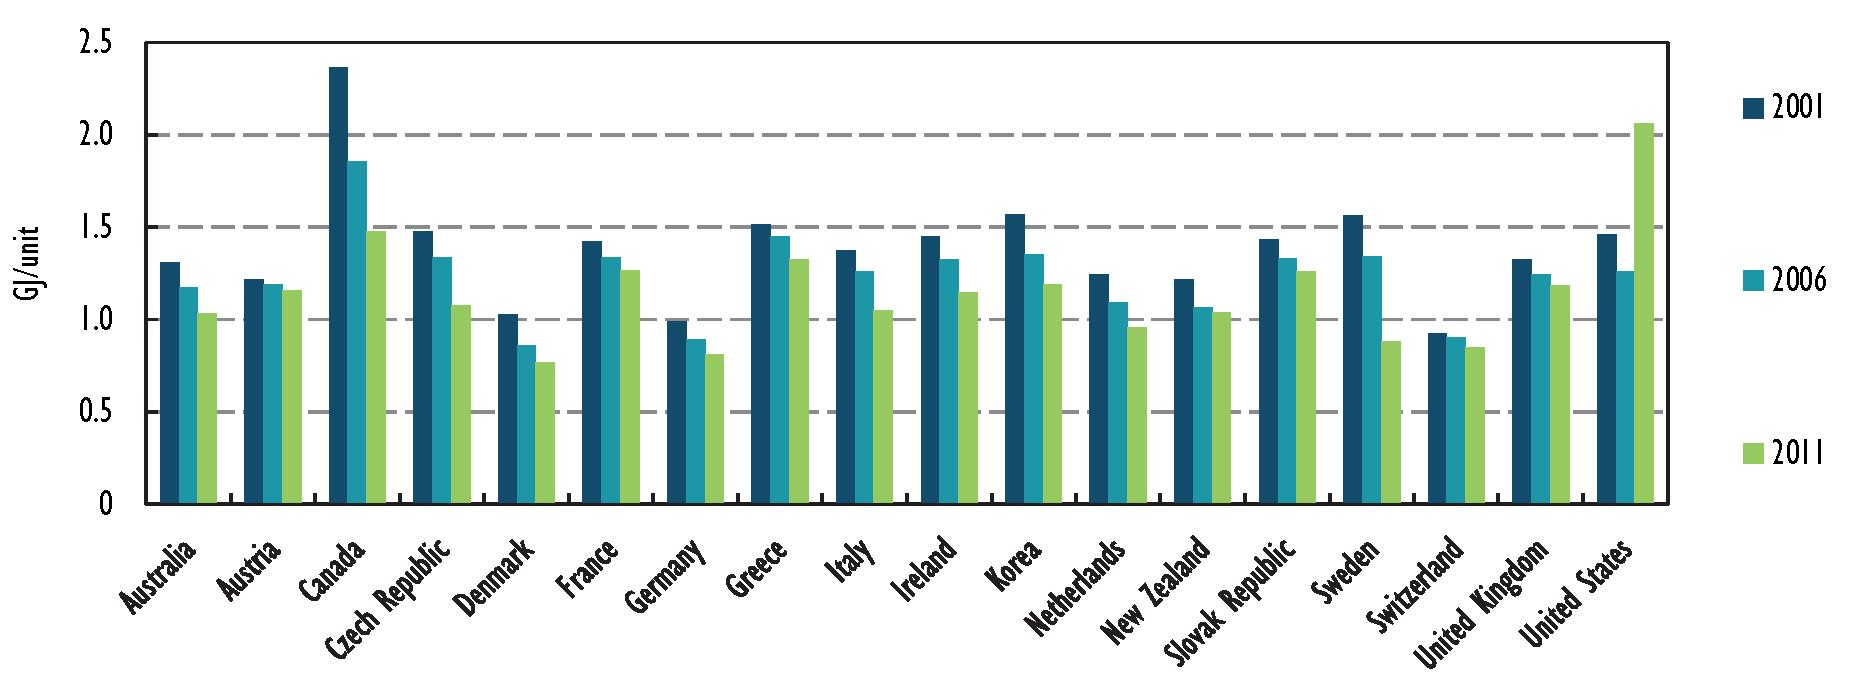 2.5
2.0
1.5
1.0
0.5
0
GJ/unit
Australia
Austria
Canada
Czech Republic
Denmark
France
Germany
Greece
Italy
Ireland
Korea
Netherlands
New Zealand
Slovak Republic
Sweden
Switzerland
United Kingdom
United States
2001
2006
2011